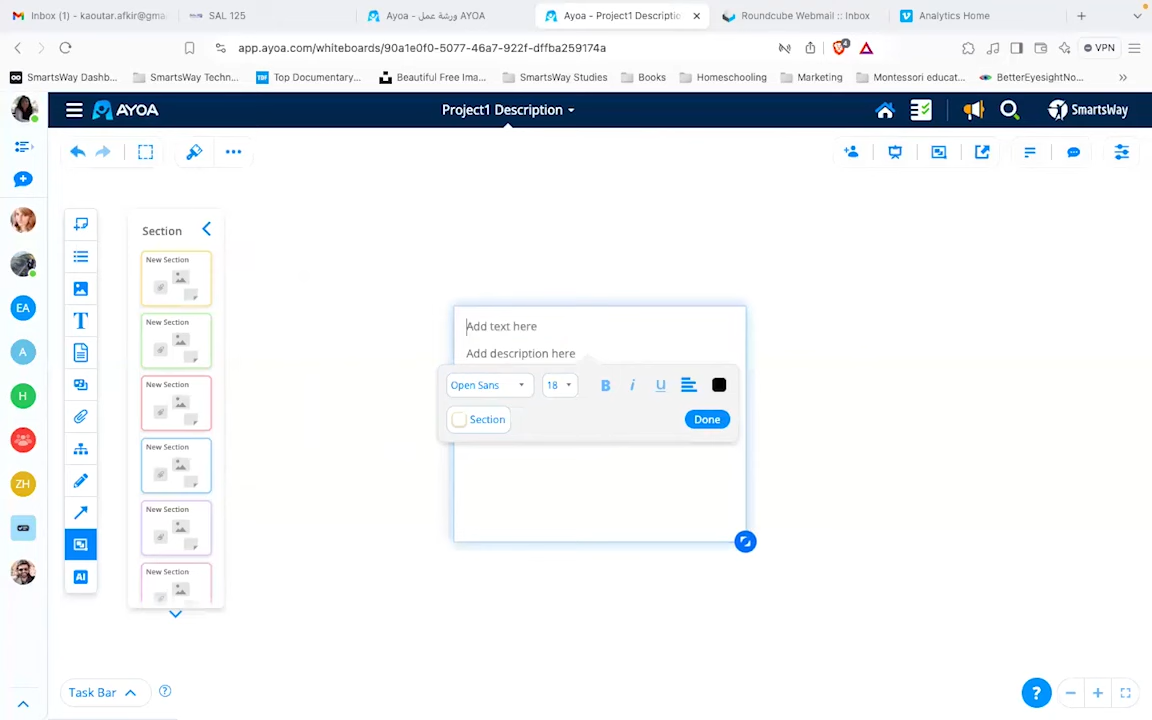 Inbox (1) - kaoutar.afkir@gma
SAL 125
Ayoa - ورشة عمل AYOA
Ayoa - Project1 Descriptio
Roundcube Webmail :: Inbox
Analytics Home
app.ayoa.com/whiteboards/90a1e0f0-5077-46a7-922f-dffba259174a
4
VPN
SmartsWay Dashb...
SmartsWay Techn...
Top Documentary...
Beautiful Free Ima...
SmartsWay Studies
Books
Homeschooling
Marketing
Montessori educat...
BetterEyesightNo...
AYOA
Project1 Description
SmartsWay
Section
New Section
New Section
New Section
New Section
New Section
New Section
EA
A
H
ZH
T
AI
Add text here
Add description here
Open Sans
18
B
i
U
Section
Done
Task Bar
?
?